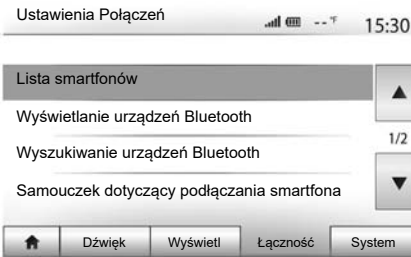 Ustawienia Połączeń
-- °F 15:30
Lista smartfonów
Wyświetlanie urządzeń Bluetooth
1/2
Wyszukiwanie urządzeń Bluetooth
Samouczek dotyczący podłączania smartfona
Dźwięk Wyświetl Łączność System